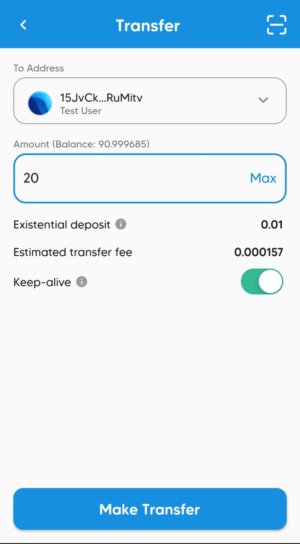 Transfer
To Address
15JvCk...RuMitv
Test User
Amount (Balance: 90.999685)
20 Max
Existential deposit 0.01
Estimated transfer fee 0.000157
Keep-alive
Make Transfer